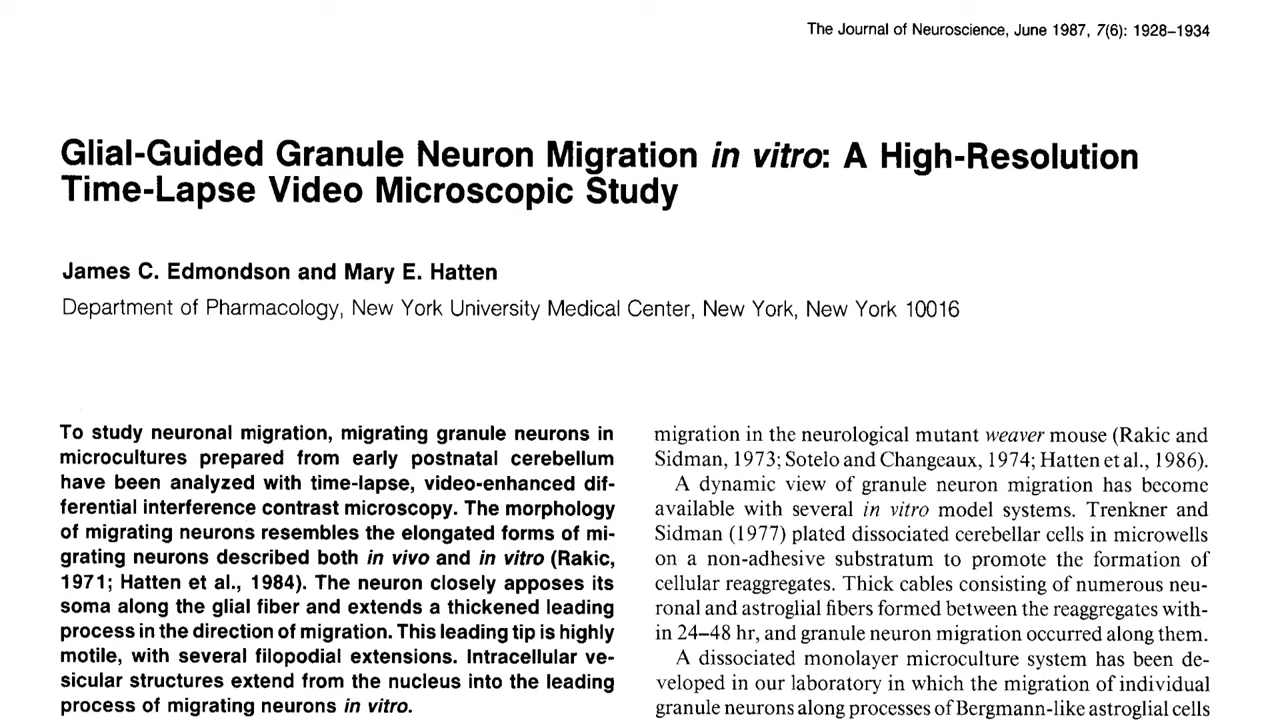 The Journal of Neuroscience, June 1987, 7(6): 1928–1934
Glial-Guided Granule Neuron Migration in vitro: A High-Resolution
Time-Lapse Video Microscopic Study
James C. Edmondson and Mary E. Hatten
Department of Pharmacology, New York University Medical Center, New York, New York 10016
To study neuronal migration, migrating granule neurons in
microcultures prepared from early postnatal cerebellum
have been analyzed with time-lapse, video-enhanced dif-
ferential interference contrast microscopy. The morphology
of migrating neurons resembles the elongated forms of mi-
grating neurons described both in vivo and in vitro (Rakic,
1971; Hatten et al., 1984). The neuron closely apposes its
soma along the glial fiber and extends a thickened leading
process in the direction of migration. This leading tip is highly
motile, with several filopodial extensions. Intracellular ve-
sicular structures extend from the nucleus into the leading
process of migrating neurons in vitro.
migration in the neurological mutant weaver mouse (Rakic and
Sidman, 1973; Sotelo and Changeaux, 1974; Hatten et al., 1986).
A dynamic view of granule neuron migration has become
available with several in vitro model systems. Trenkner and
Sidman (1977) plated dissociated cerebellar cells in microwells
on a non-adhesive substratum to promote the formation of
cellular reaggregates. Thick cables consisting of numerous neu-
ronal and astroglial fibers formed between the reaggregates with-
in 24–48 hr, and granule neuron migration occurred along them.
A dissociated monolayer microculture system has been de-
veloped in our laboratory in which the migration of individual
granule neurons along processes of Bergmann-like astroglial cells